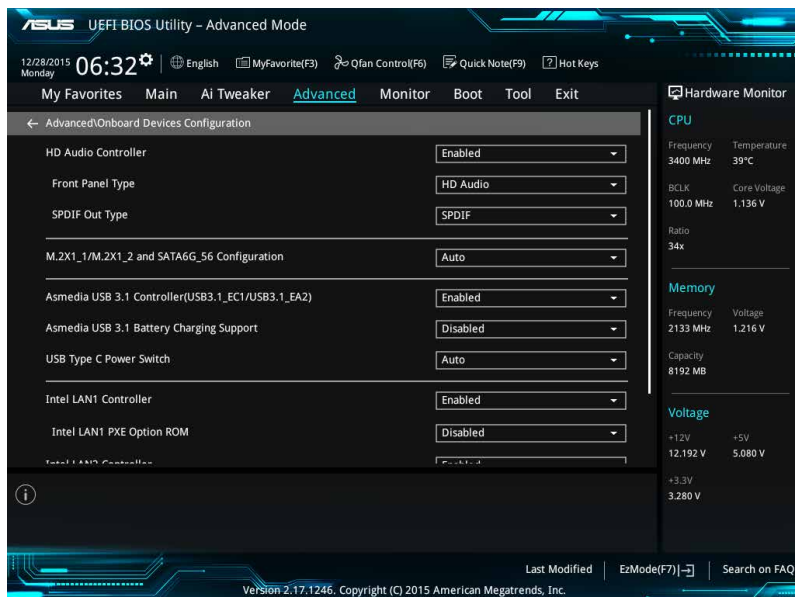 ASUS UEFI BIOS Utility – Advanced Mode
12/28/2015
Monday
06:32
English
MyFavorite(F3)
Qfan Control(F6)
Quick Note(F9)
? Hot Keys
My Favorites Main Ai Tweaker Advanced Monitor Boot Tool Exit
← Advanced\Onboard Devices Configuration
HD Audio Controller Enabled
Front Panel Type HD Audio
SPDIF Out Type SPDIF
M.2X1_1/M.2X1_2 and SATA6G_56 Configuration Auto
Asmedia USB 3.1 Controller(USB3.1_EC1/USB3.1_EA2) Enabled
Asmedia USB 3.1 Battery Charging Support Disabled
USB Type C Power Switch Auto
Intel LAN1 Controller Enabled
Intel LAN1 PXE Option ROM Disabled
Intel LAN2 Controller Enabled
Hardware Monitor
CPU
Frequency Temperature
3400 MHz 39°C
BCLK Core Voltage
100.0 MHz 1.136 V
Ratio
34x
Memory
Frequency Voltage
2133 MHz 1.216 V
Capacity
8192 MB
Voltage
+12V +5V
12.192 V 5.080 V
+3.3V
3.280 V
Last Modified
EzMode(F7)
Search on FAQ
Version 2.17.1246. Copyright (C) 2015 American Megatrends, Inc.